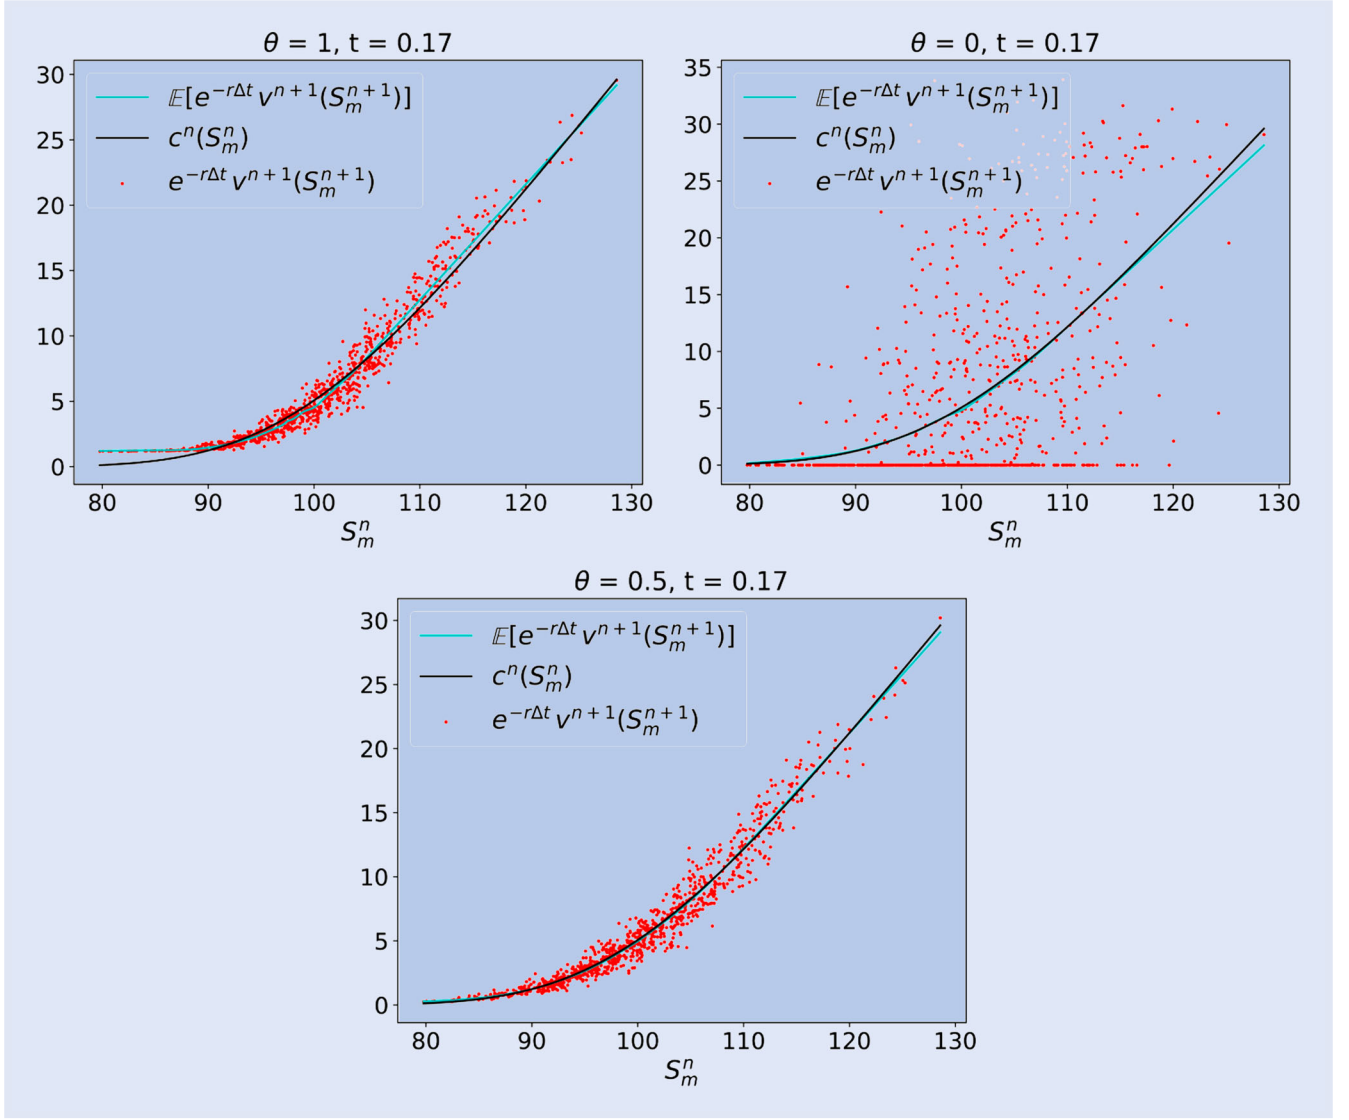 θ = 1, t = 0.17
30
25
20
15
10
5
0
𝔼[e^{-rΔt} v^{n+1}(S_m^{n+1})]
c^n(S_m^n)
e^{-rΔt} v^{n+1}(S_m^{n+1})
80 90 100 110 120 130
S_m^n
θ = 0, t = 0.17
35
30
25
20
15
10
5
0
𝔼[e^{-rΔt} v^{n+1}(S_m^{n+1})]
c^n(S_m^n)
e^{-rΔt} v^{n+1}(S_m^{n+1})
80 90 100 110 120 130
S_m^n
θ = 0.5, t = 0.17
30
25
20
15
10
5
0
𝔼[e^{-rΔt} v^{n+1}(S_m^{n+1})]
c^n(S_m^n)
e^{-rΔt} v^{n+1}(S_m^{n+1})
80 90 100 110 120 130
S_m^n